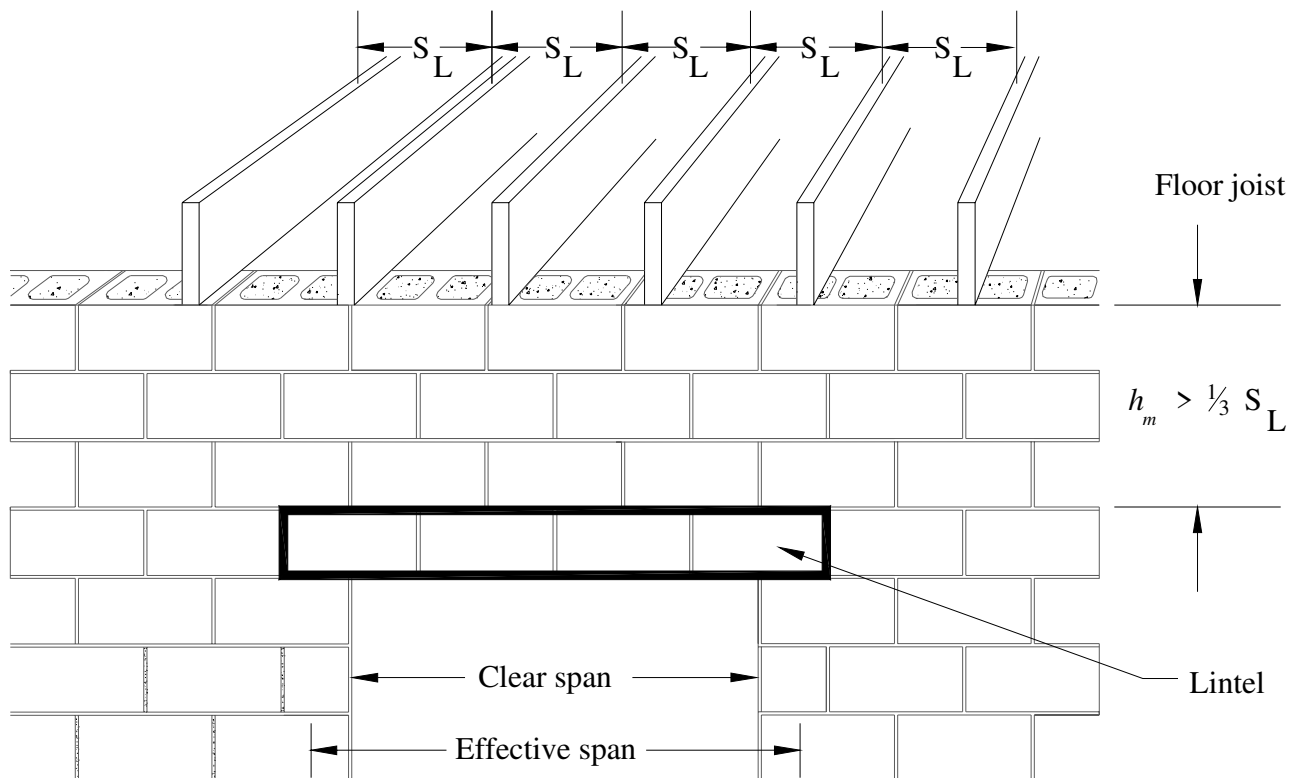 S_L S_L S_L S_L S_L
Floor joist
h_m > ⅓ S_L
Clear span
Lintel
Effective span